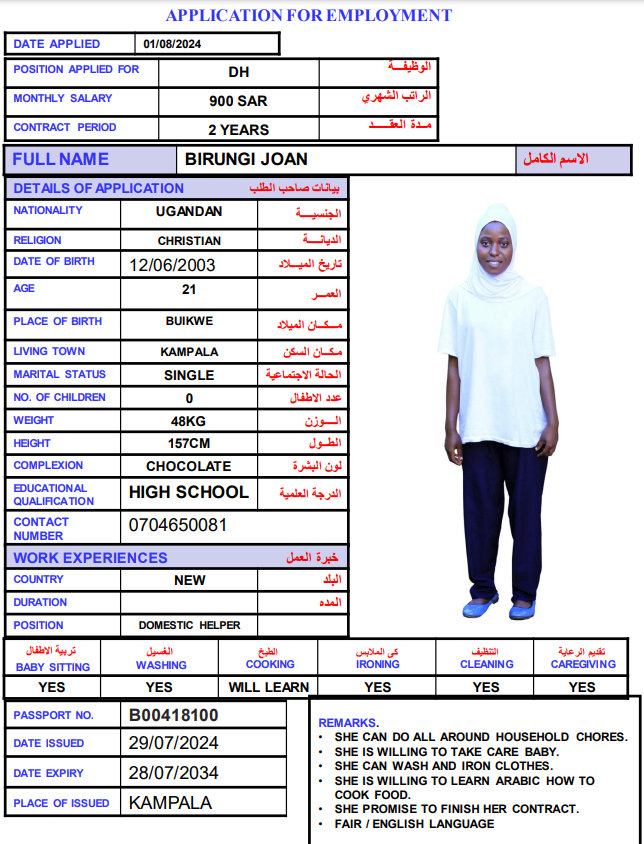 APPLICATION FOR EMPLOYMENT
DATE APPLIED 01/08/2024
POSITION APPLIED FOR DH الوظيفـــة
MONTHLY SALARY 900 SAR الراتب الشهري
CONTRACT PERIOD 2 YEARS مــدة العقــــد
FULL NAME BIRUNGI JOAN الاسم الكامل
DETAILS OF APPLICATION بيانات صاحب الطلب
NATIONALITY UGANDAN الجنسيـــة
RELIGION CHRISTIAN الديانـــة
DATE OF BIRTH 12/06/2003 تاريخ الميـــلاد
AGE 21 العمــر
PLACE OF BIRTH BUIKWE مــكـان الميلاد
LIVING TOWN KAMPALA مكــان السكن
MARITAL STATUS SINGLE الحالة الاجتماعية
NO. OF CHILDREN 0 عدد الاطفال
WEIGHT 48KG الـــوزن
HEIGHT 157CM الطــول
COMPLEXION CHOCOLATE لون البشرة
EDUCATIONAL QUALIFICATION HIGH SCHOOL الدرجة العلمية
CONTACT NUMBER 0704650081
WORK EXPERIENCES خبرة العمل
COUNTRY NEW البلد
DURATION المده
POSITION DOMESTIC HELPER
تربية الاطفال الغسيل الطبخ كى الملابس التنظيف تقديم الرعاية
BABY SITTING WASHING COOKING IRONING CLEANING CAREGIVING
YES YES WILL LEARN YES YES YES
PASSPORT NO. B00418100
DATE ISSUED 29/07/2024
DATE EXPIRY 28/07/2034
PLACE OF ISSUED KAMPALA
REMARKS.
• SHE CAN DO ALL AROUND HOUSEHOLD CHORES.
• SHE IS WILLING TO TAKE CARE BABY.
• SHE CAN WASH AND IRON CLOTHES.
• SHE IS WILLING TO LEARN ARABIC HOW TO
COOK FOOD.
• SHE PROMISE TO FINISH HER CONTRACT.
• FAIR / ENGLISH LANGUAGE